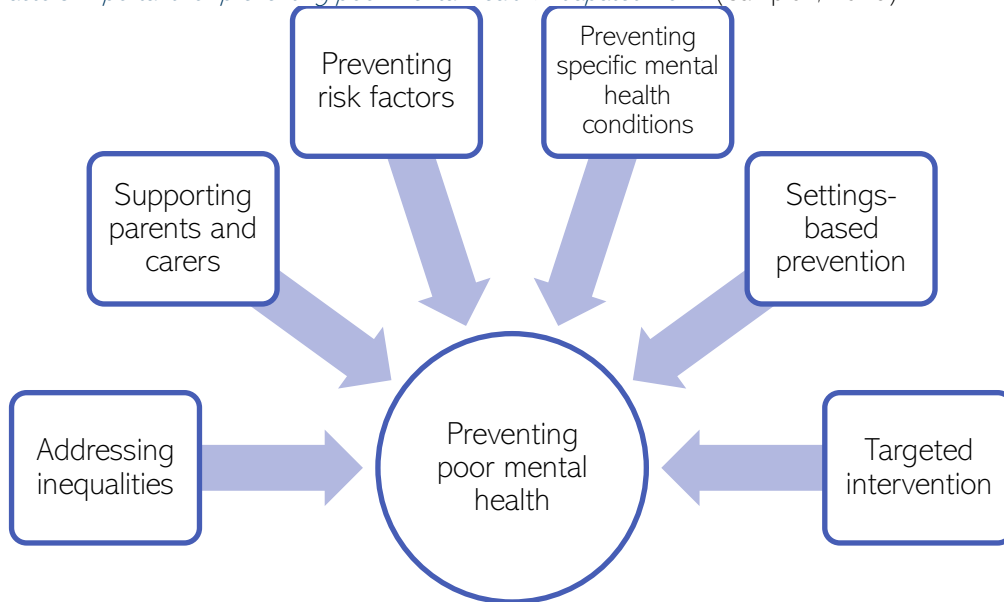 Preventing
risk factors
Preventing
specific mental
health
conditions
Supporting
parents and
carers
Settings-
based
prevention
Addressing
inequalities
Preventing
poor mental
health
Targeted
intervention